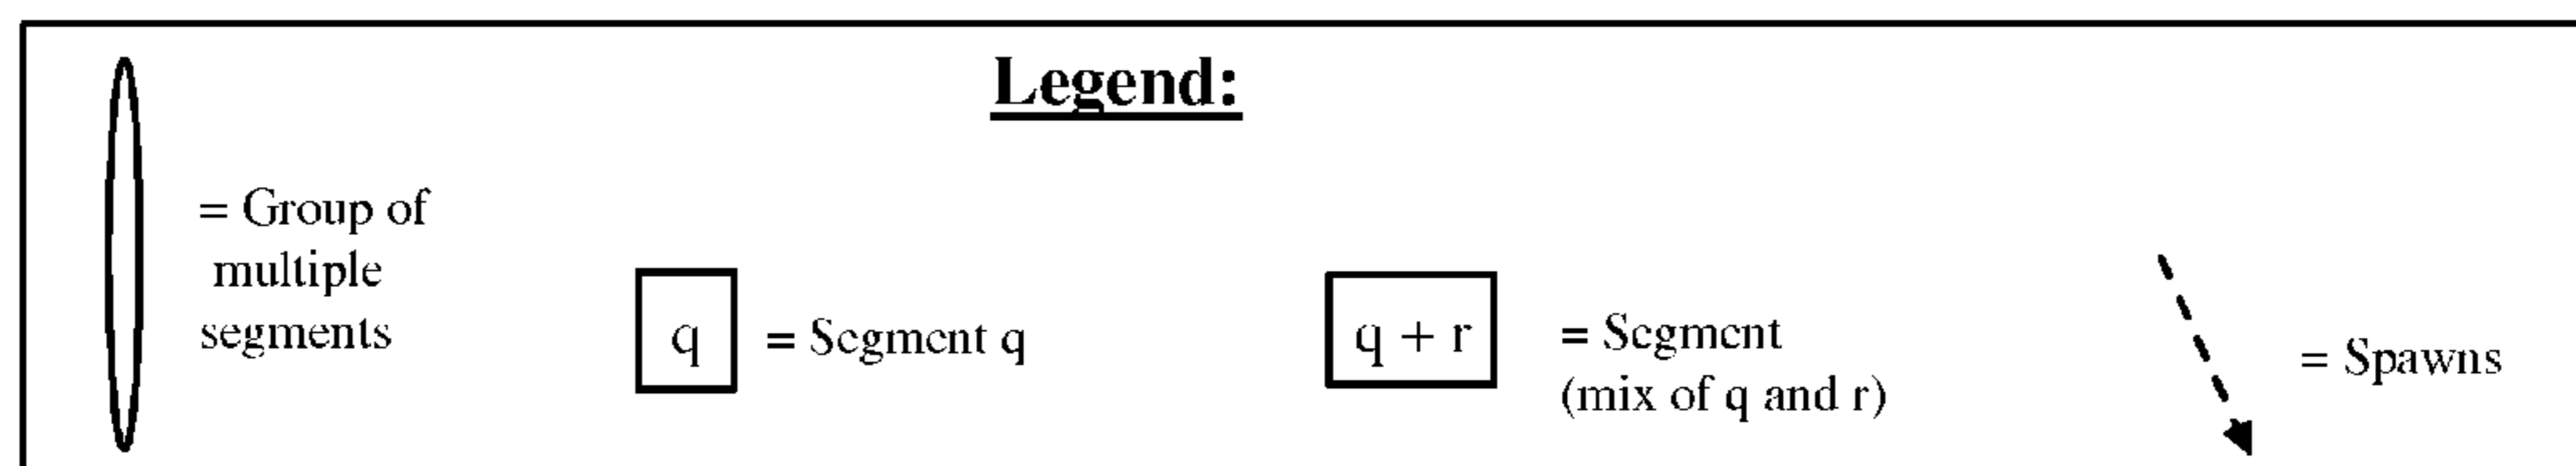 Legend:
= Group of
multiple
segments
q
= Segment q
q + r
= Segment
(mix of q and r)
= Spawns